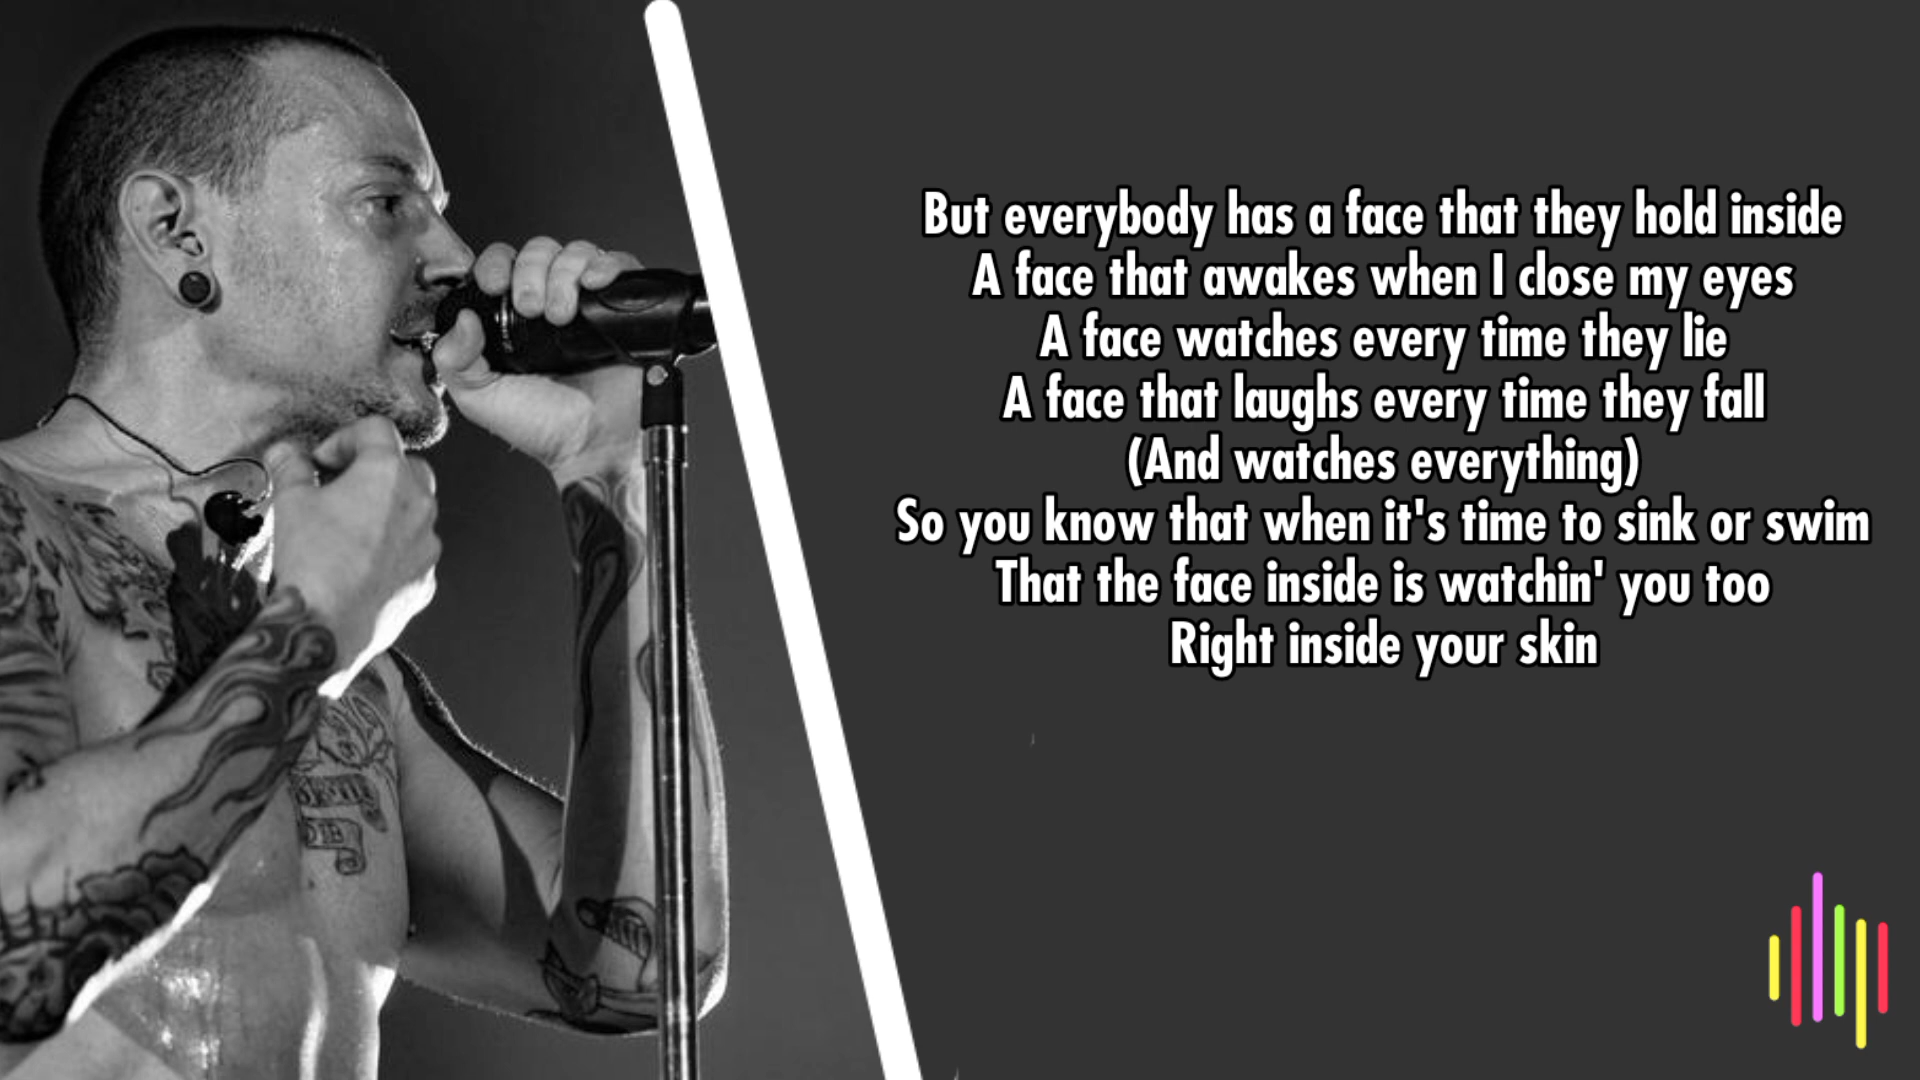 But everybody has a face that they hold inside
A face that awakes when I close my eyes
A face watches every time they lie
A face that laughs every time they fall
(And watches everything)
So you know that when it's time to sink or swim
That the face inside is watchin' you too
Right inside your skin
DIE